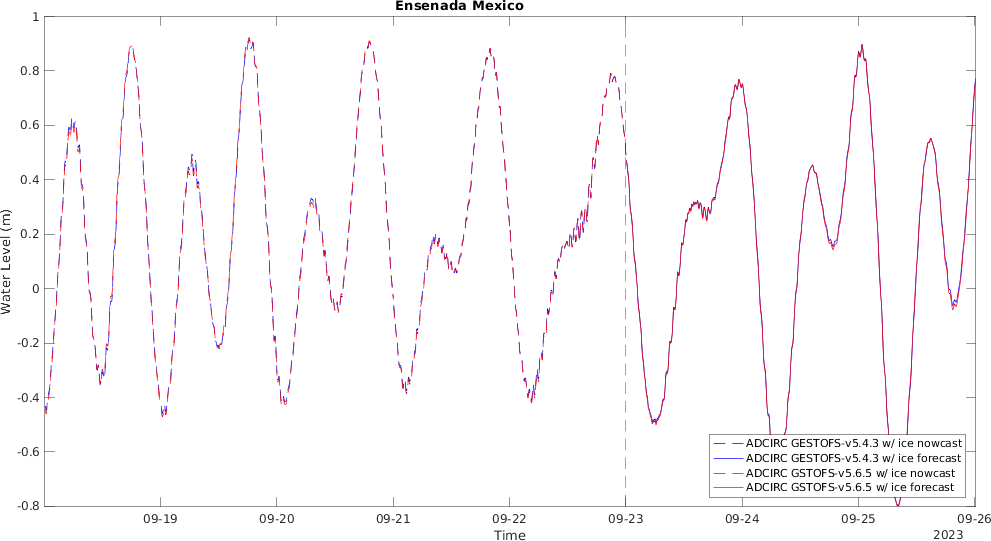 Ensenada Mexico
Water Level (m)
1
0.8
0.6
0.4
0.2
0
-0.2
-0.4
-0.6
-0.8
ADCIRC GESTOFS-v5.4.3 w/ ice nowcast
ADCIRC GESTOFS-v5.4.3 w/ ice forecast
ADCIRC GSTOFS-v5.6.5 w/ ice nowcast
ADCIRC GSTOFS-v5.6.5 w/ ice forecast
09-19 09-20 09-21 09-22 09-23 09-24 09-25 09-26
Time
2023